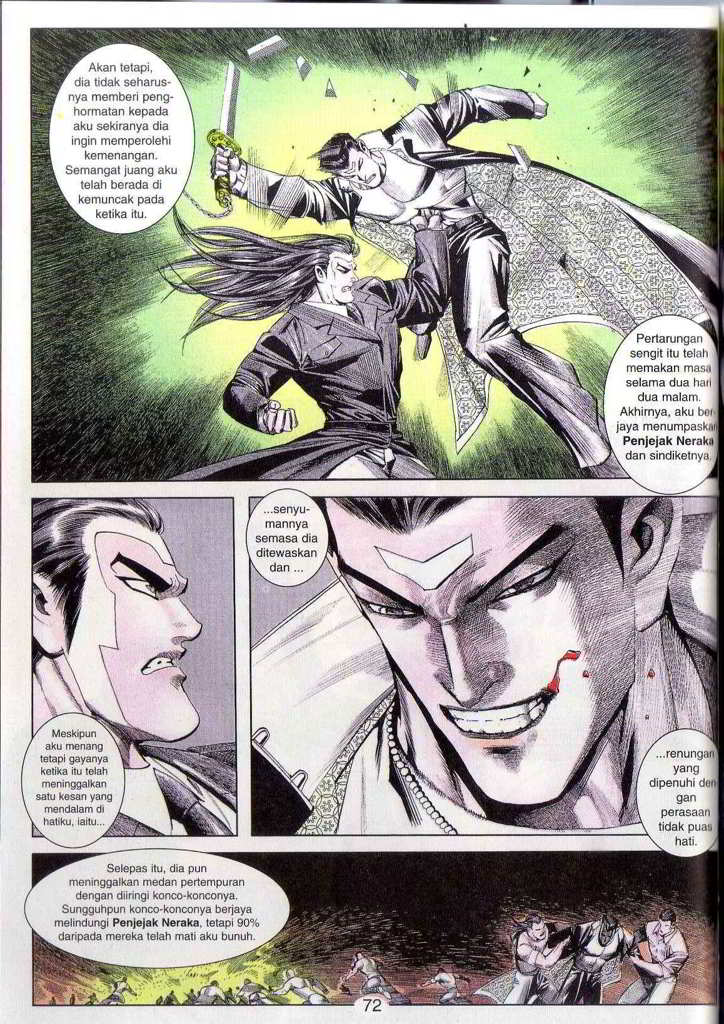 Akan tetapi,
dia tidak seharus-
nya memberi peng-
hormatan kepada
aku sekiranya dia
ingin memperolehi
kemenangan.
Semangat juang aku
telah berada di
kemuncak pada
ketika itu.
Pertarungan
sengit itu telah
memakan masa
selama dua hari
dua malam.
Akhirnya, aku ber
jaya menumpaskan
Penjejak Neraka
dan sindiketnya.
Meskipun
aku menang
tetapi gayanya
ketika itu telah
meninggalkan
satu kesan yang
mendalam di
hatiku, iaitu...
...senyu-
mannya
semasa dia
ditewaskan
dan ...
...renungan
yang
dipenuhi den
gan
perasaan
tidak puas
hati.
Selepas itu, dia pun
meninggalkan medan pertempuran
dengan diiringi konco-konconya.
Sungguhpun konco-konconya berjaya
melindungi Penjejak Neraka, tetapi 90%
daripada mereka telah mati aku bunuh.
72